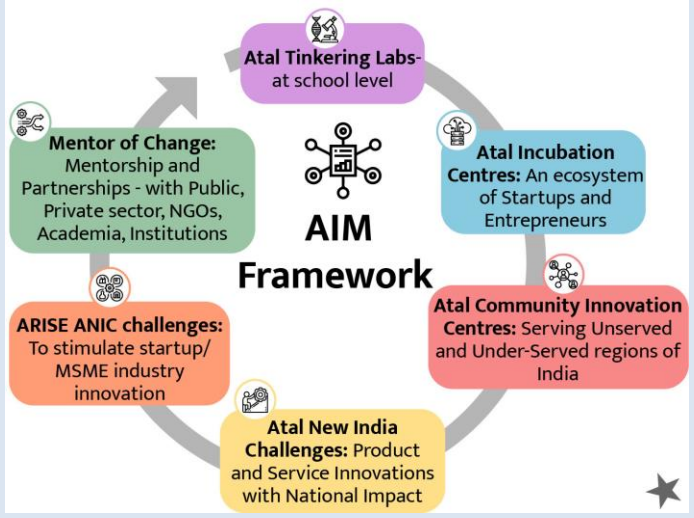 Atal Tinkering Labs-
at school level
Atal Incubation
Centres: An ecosystem
of Startups and
Entrepreneurs
Atal Community Innovation
Centres: Serving Unserved
and Under-Served regions of
India
Atal New India
Challenges: Product
and Service Innovations
with National Impact
ARISE ANIC challenges:
To stimulate startup/
MSME industry
innovation
Mentor of Change:
Mentorship and
Partnerships - with Public,
Private sector, NGOs,
Academia, Institutions
AIM
Framework